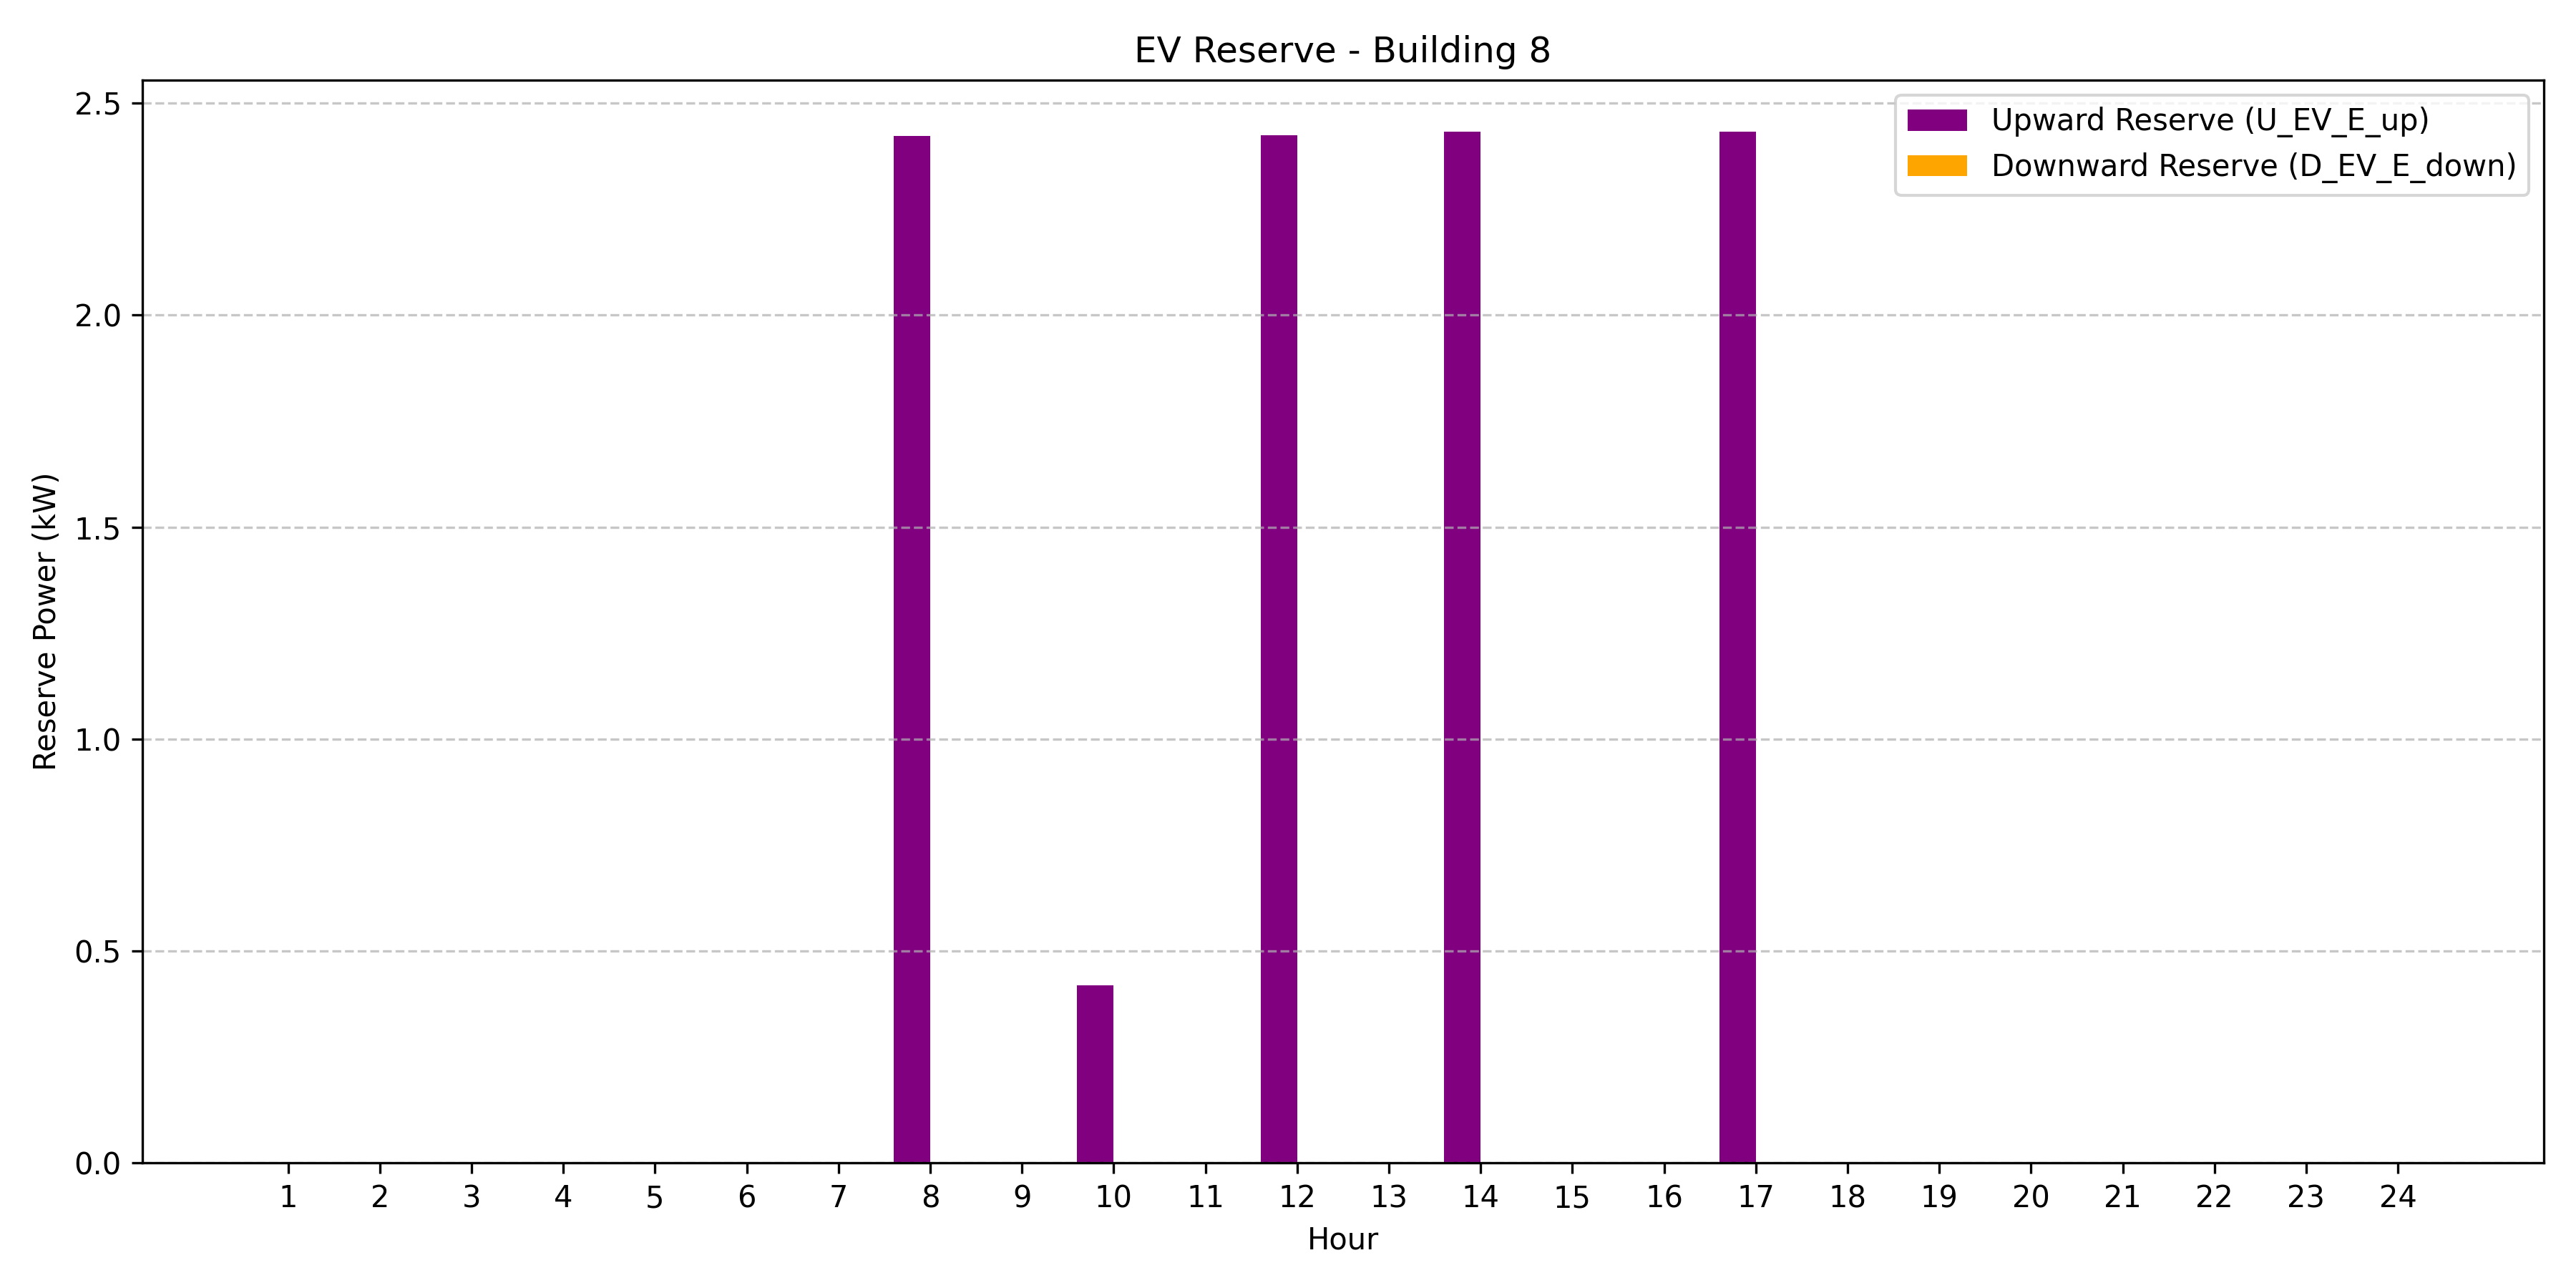 EV Reserve - Building 8
Upward Reserve (U_EV_E_up)
Downward Reserve (D_EV_E_down)
Reserve Power (kW)
2.5
2.0
1.5
1.0
0.5
0.0
1 2 3 4 5 6 7 8 9 10 11 12 13 14 15 16 17 18 19 20 21 22 23 24
Hour